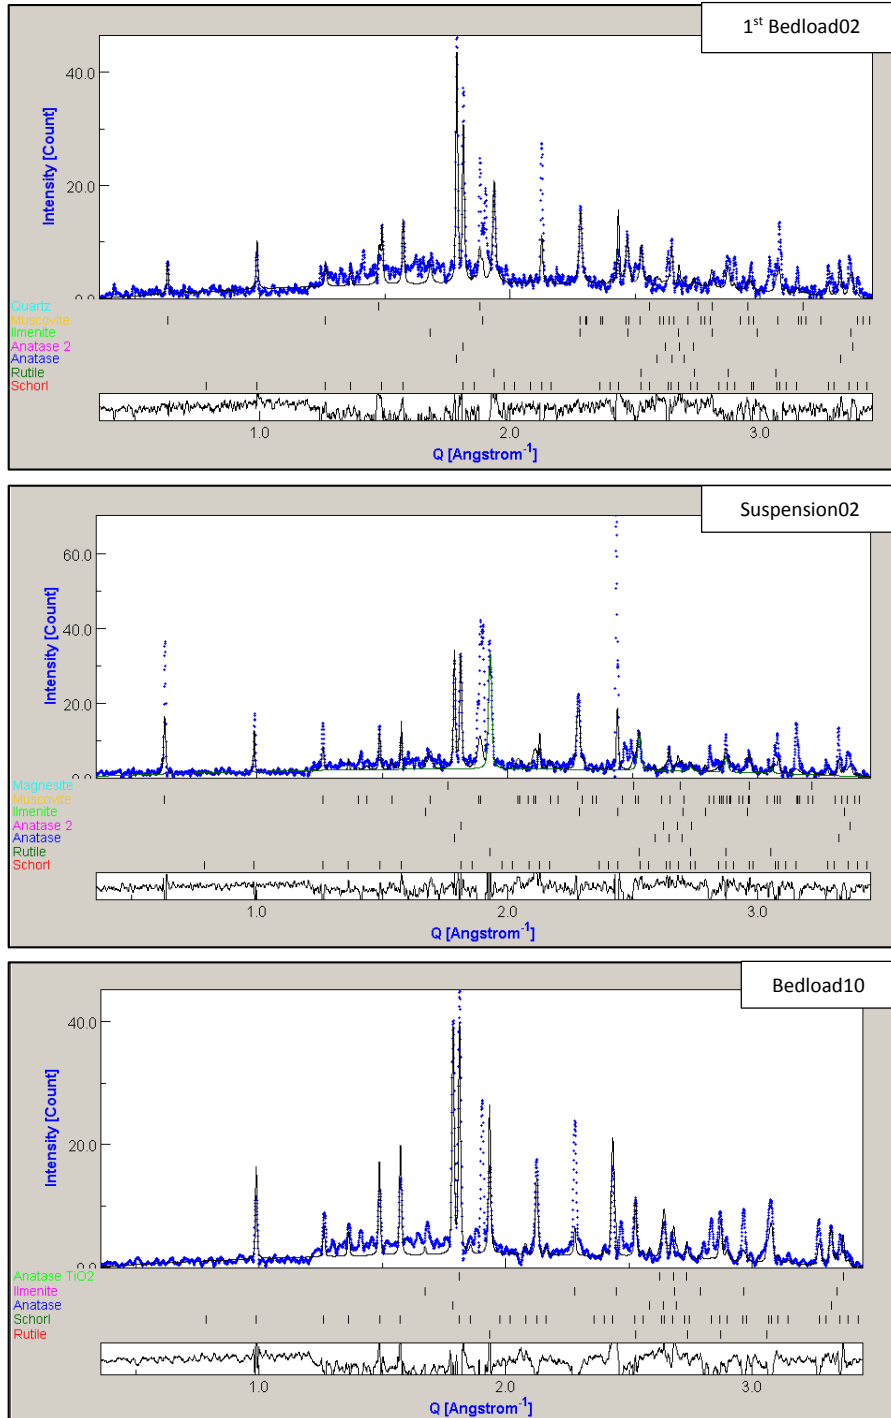 1st Bedload02
Intensity [Count]
40.0
20.0
0.0
Quartz
Muscovite
Ilmenite
Anatase 2
Anatase
Rutile
Schorl
1.0 2.0 3.0
Q [Angstrom-1]
Suspension02
Intensity [Count]
60.0
40.0
20.0
0.0
Magnesite
Muscovite
Ilmenite
Anatase 2
Anatase
Rutile
Schorl
1.0 2.0 3.0
Q [Angstrom-1]
Bedload10
Intensity [Count]
40.0
20.0
0.0
Anatase TiO2
Ilmenite
Anatase
Schorl
Rutile
1.0 2.0 3.0
Q [Angstrom-1]